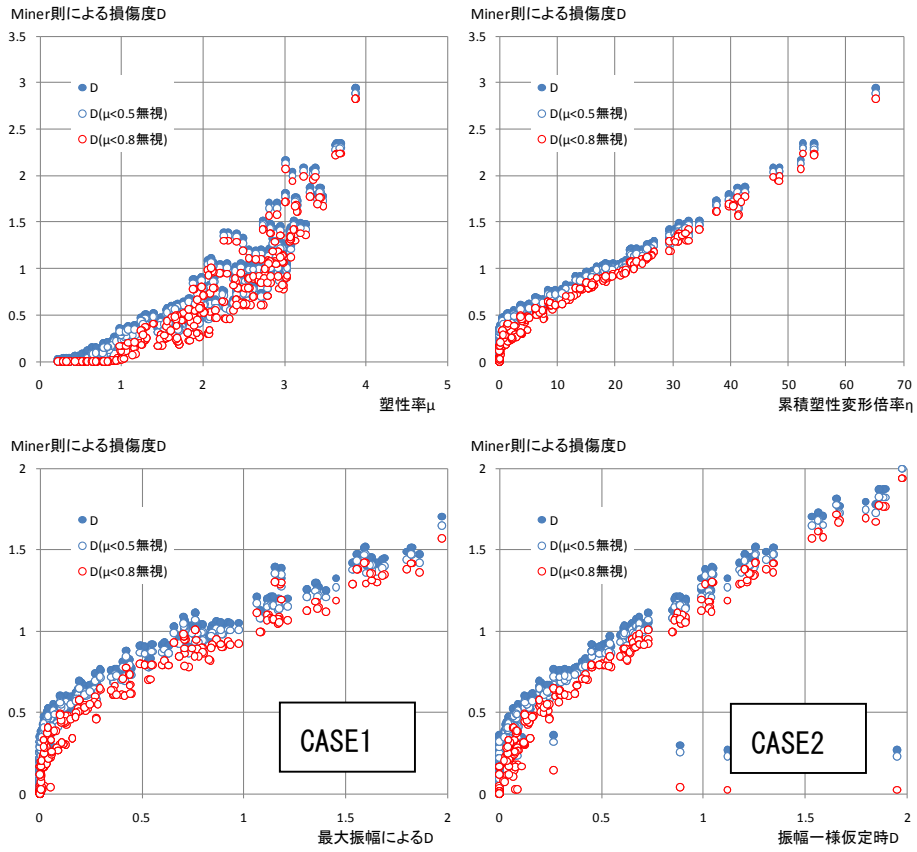 Miner則による損傷度D
3.5
3
2.5
2
1.5
1
0.5
0
D
D(μ<0.5無視)
D(μ<0.8無視)
0 1 2 3 4 5
塑性率μ
Miner則による損傷度D
3.5
3
2.5
2
1.5
1
0.5
0
D
D(μ<0.5無視)
D(μ<0.8無視)
0 10 20 30 40 50 60 70
累積塑性変形倍率η
Miner則による損傷度D
2
1.5
1
0.5
0
D
D(μ<0.5無視)
D(μ<0.8無視)
CASE1
0 0.5 1 1.5 2
最大振幅によるD
Miner則による損傷度D
2
1.5
1
0.5
0
D
D(μ<0.5無視)
D(μ<0.8無視)
CASE2
0 0.5 1 1.5 2
振幅一様仮定時D